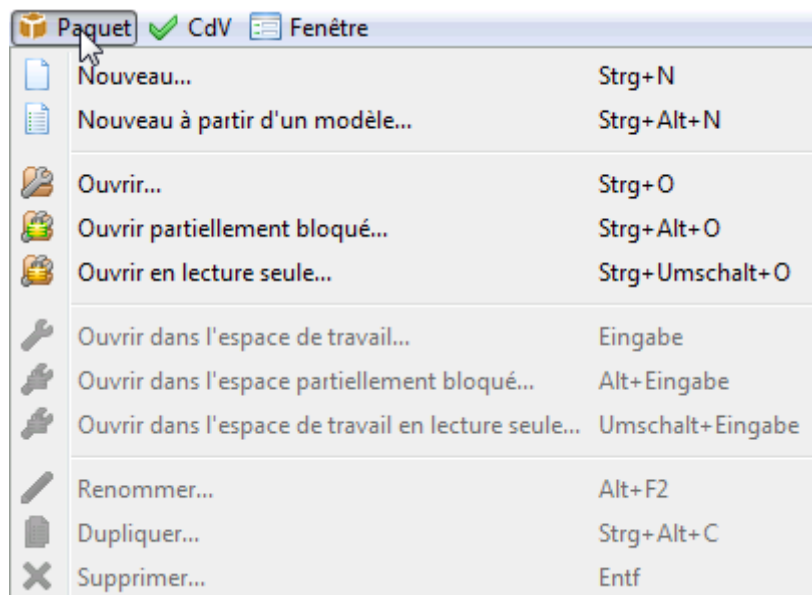 Paquet CdV Fenêtre
Nouveau... Strg+N
Nouveau à partir d'un modèle... Strg+Alt+N
Ouvrir... Strg+O
Ouvrir partiellement bloqué... Strg+Alt+O
Ouvrir en lecture seule... Strg+Umschalt+O
Ouvrir dans l'espace de travail... Eingabe
Ouvrir dans l'espace partiellement bloqué... Alt+Eingabe
Ouvrir dans l'espace de travail en lecture seule... Umschalt+Eingabe
Renommer... Alt+F2
Dupliquer... Strg+Alt+C
Supprimer... Entf